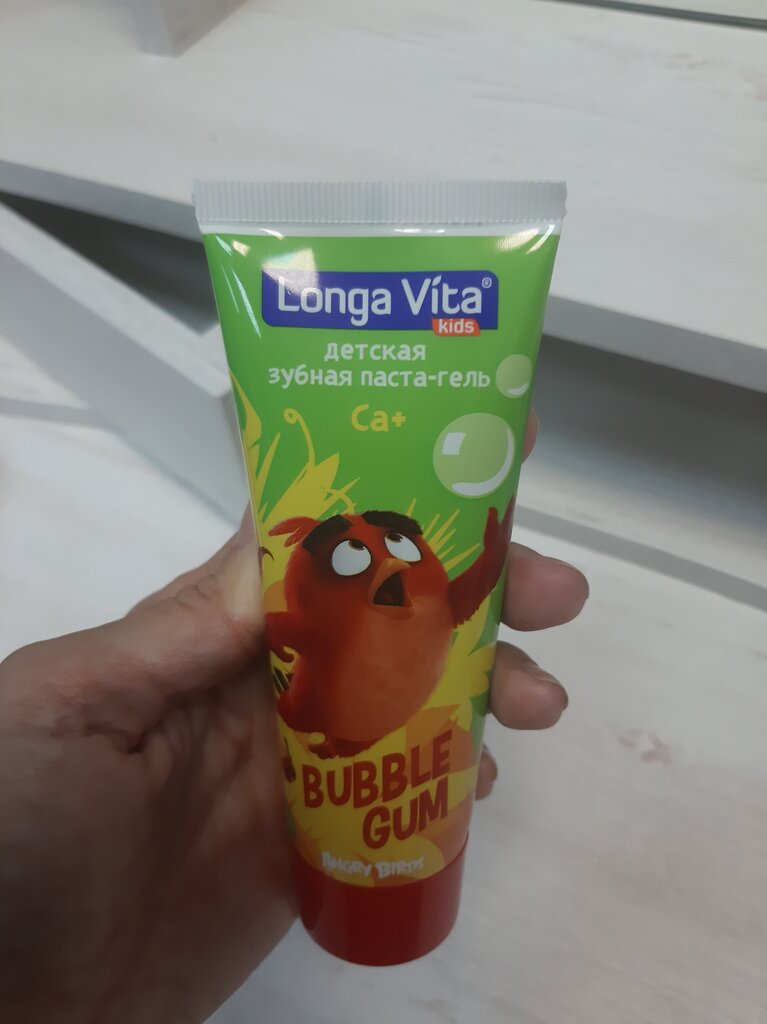 Longa Vita®
kids
детская
зубная паста-гель
Ca+
BUBBLE
GUM
ANGRY BIRDS